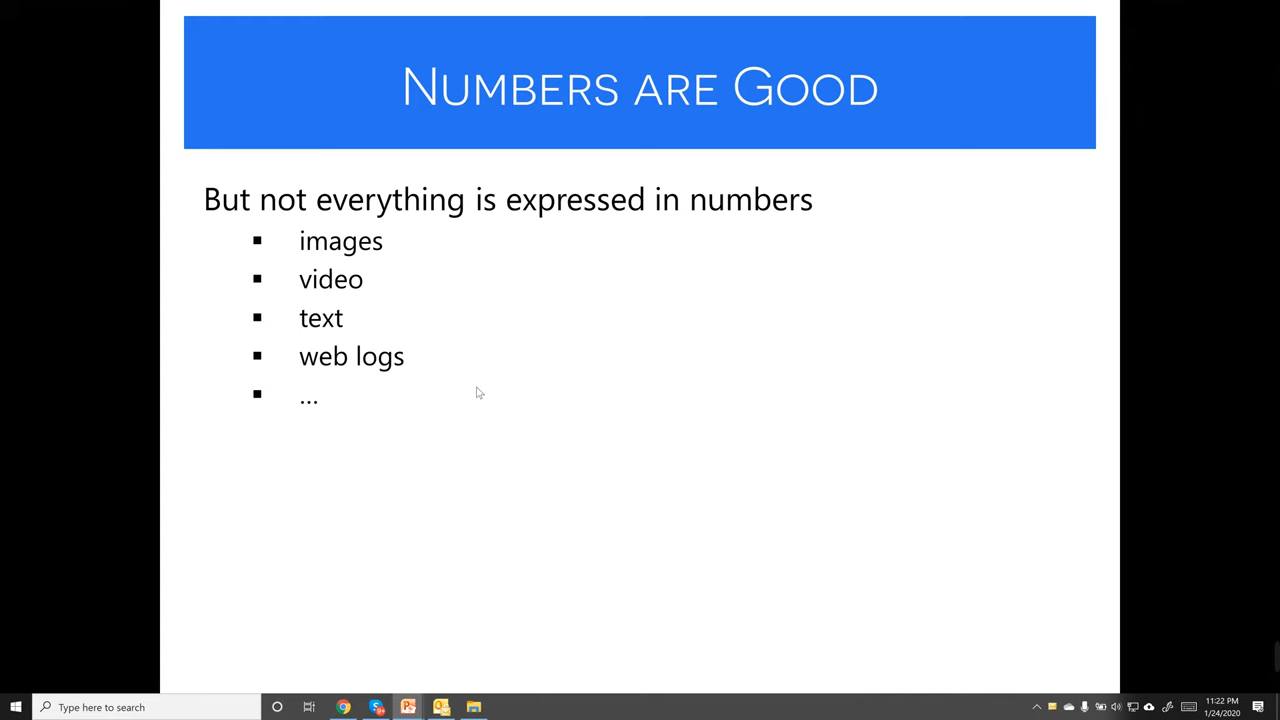 Numbers are Good
But not everything is expressed in numbers
▪ images
▪ video
▪ text
▪ web logs
▪ ...
Type here to search
11:22 PM
1/24/2020